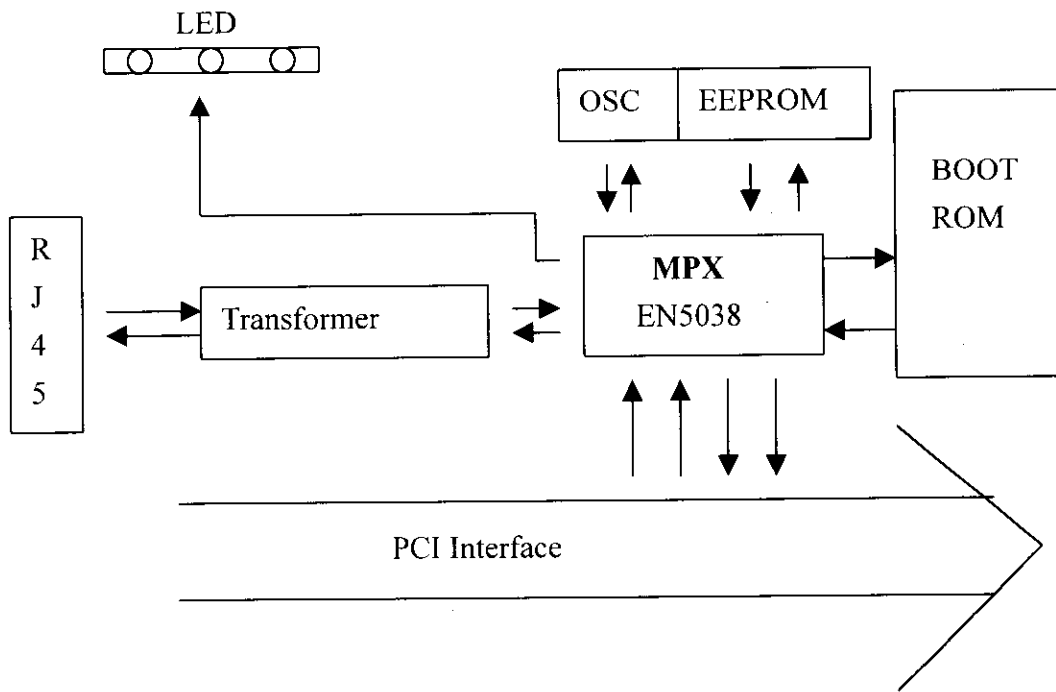 LED
OSC
EEPROM
BOOT
ROM
R
J
4
5
Transformer
MPX
EN5038
PCI Interface